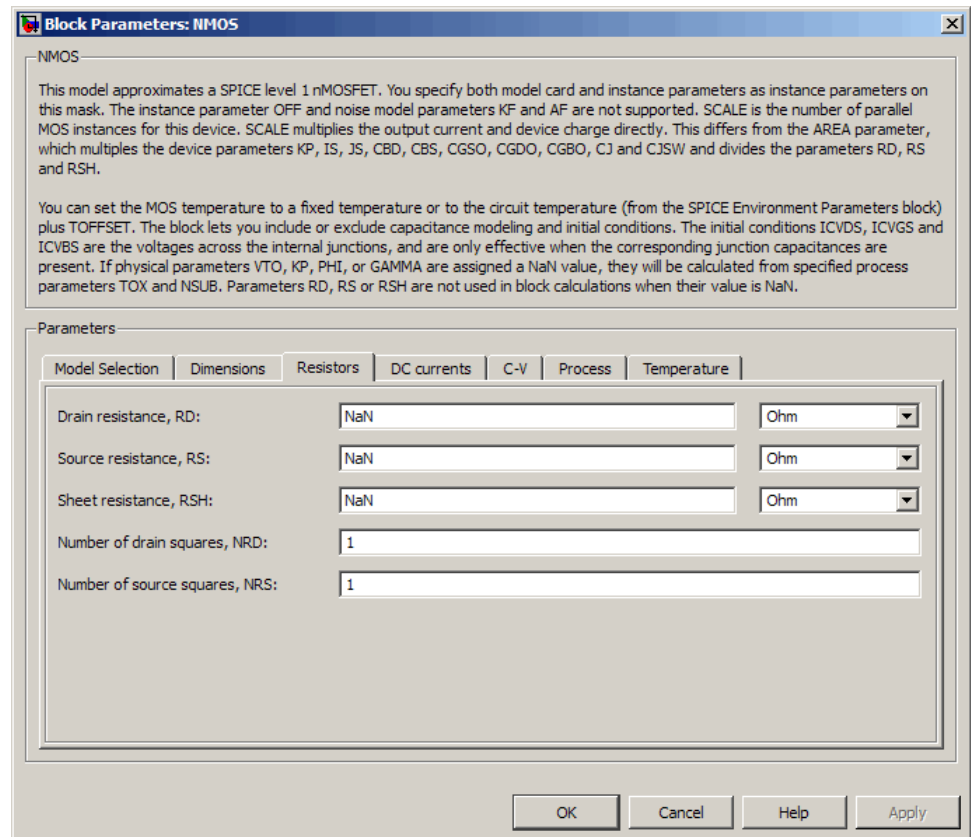 Block Parameters: NMOS
NMOS
This model approximates a SPICE level 1 nMOSFET. You specify both model card and instance parameters as instance parameters on
this mask. The instance parameter OFF and noise model parameters KF and AF are not supported. SCALE is the number of parallel
MOS instances for this device. SCALE multiplies the output current and device charge directly. This differs from the AREA parameter,
which multiples the device parameters KP, IS, JS, CBD, CBS, CGSO, CGDO, CGBO, CJ and CJSW and divides the parameters RD, RS
and RSH.
You can set the MOS temperature to a fixed temperature or to the circuit temperature (from the SPICE Environment Parameters block)
plus TOFFSET. The block lets you include or exclude capacitance modeling and initial conditions. The initial conditions ICVDS, ICVGS and
ICVBS are the voltages across the internal junctions, and are only effective when the corresponding junction capacitances are
present. If physical parameters VTO, KP, PHI, or GAMMA are assigned a NaN value, they will be calculated from specified process
parameters TOX and NSUB. Parameters RD, RS or RSH are not used in block calculations when their value is NaN.
Parameters
Model Selection Dimensions Resistors DC currents C-V Process Temperature
Drain resistance, RD: NaN Ohm
Source resistance, RS: NaN Ohm
Sheet resistance, RSH: NaN Ohm
Number of drain squares, NRD: 1
Number of source squares, NRS: 1
OK Cancel Help Apply